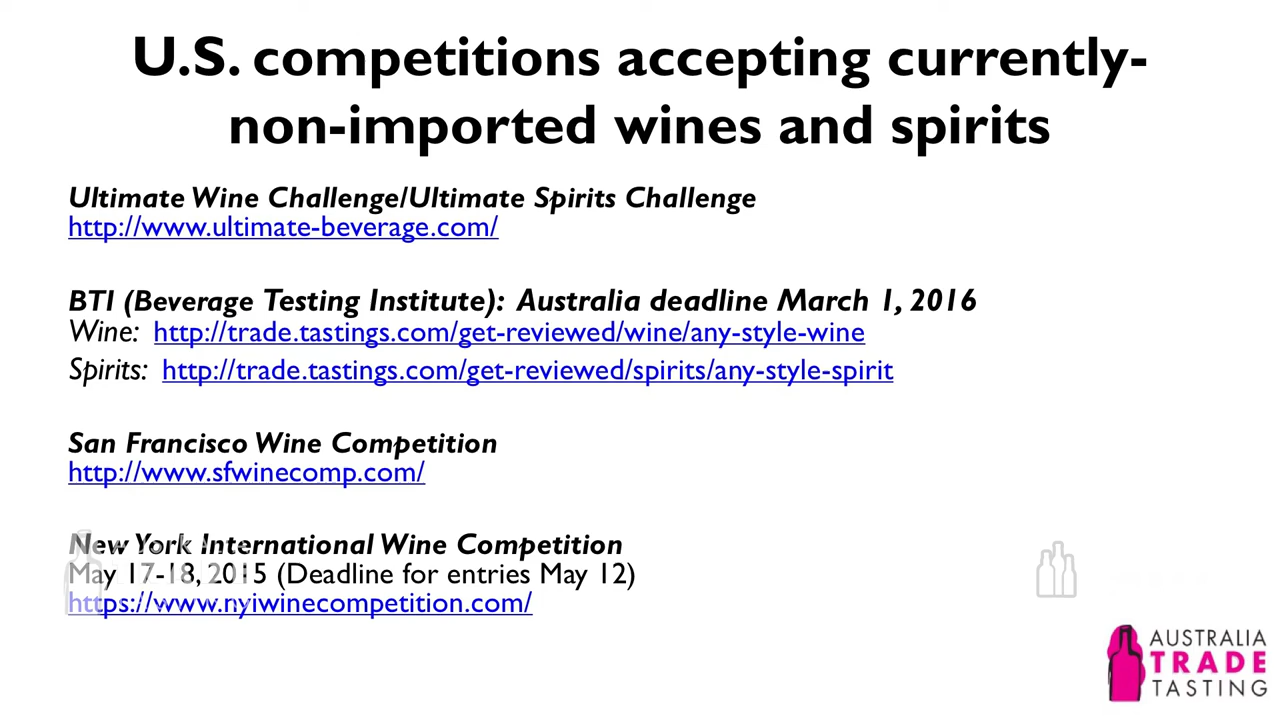 U.S. competitions accepting currently-
non-imported wines and spirits
Ultimate Wine Challenge/Ultimate Spirits Challenge
http://www.ultimate-beverage.com/
BTI (Beverage Testing Institute):  Australia deadline March 1, 2016
Wine:  http://trade.tastings.com/get-reviewed/wine/any-style-wine
Spirits:  http://trade.tastings.com/get-reviewed/spirits/any-style-spirit
San Francisco Wine Competition
http://www.sfwinecomp.com/
New York International Wine Competition
May 17-18, 2015 (Deadline for entries May 12)
https://www.nyiwinecompetition.com/
AUSTRALIA
TRADE
TASTING